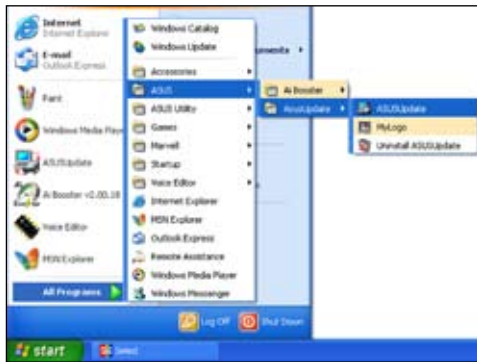 Internet
Internet Explorer
E-mail
Outlook Express
Paint
Windows Media Player
ASUSUpdate
Ai Booster v2.00.18
Voice Editor
MSN Explorer
All Programs
Windows Catalog
Windows Update
Accessories
ASUS
ASUS Utility
Games
Marvell
Startup
Voice Editor
Internet Explorer
MSN Explorer
Outlook Express
Remote Assistance
Windows Media Player
Windows Messenger
Ai Booster
AsusUpdate
ASUSUpdate
MyLogo
Uninstall ASUSUpdate
Log Off
Shut Down
start